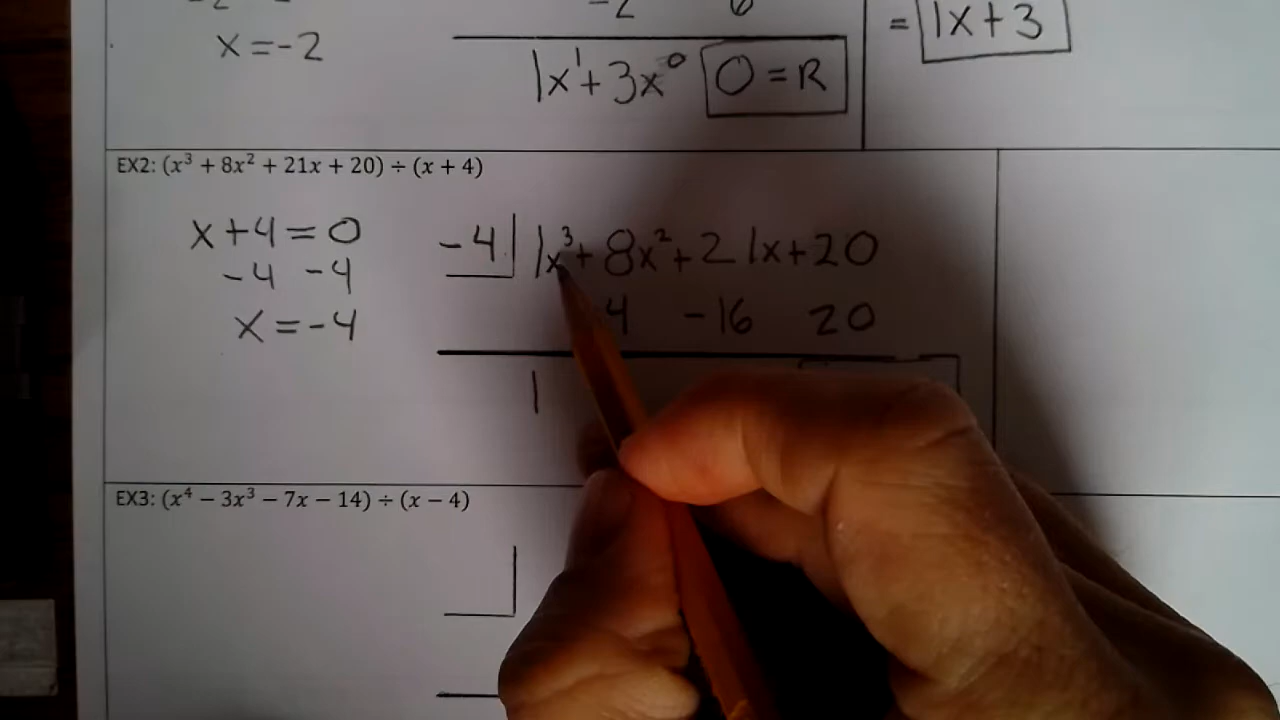 x=-2
-2 6
1x¹+3x⁰ 0=R
= 1x+3
EX2: (x³ + 8x² + 21x + 20) ÷ (x + 4)
x+4=0
-4 -4
x=-4
-4 1x³+8x²+21x+20
4 -16 20
1
EX3: (x⁴ − 3x³ − 7x − 14) ÷ (x − 4)